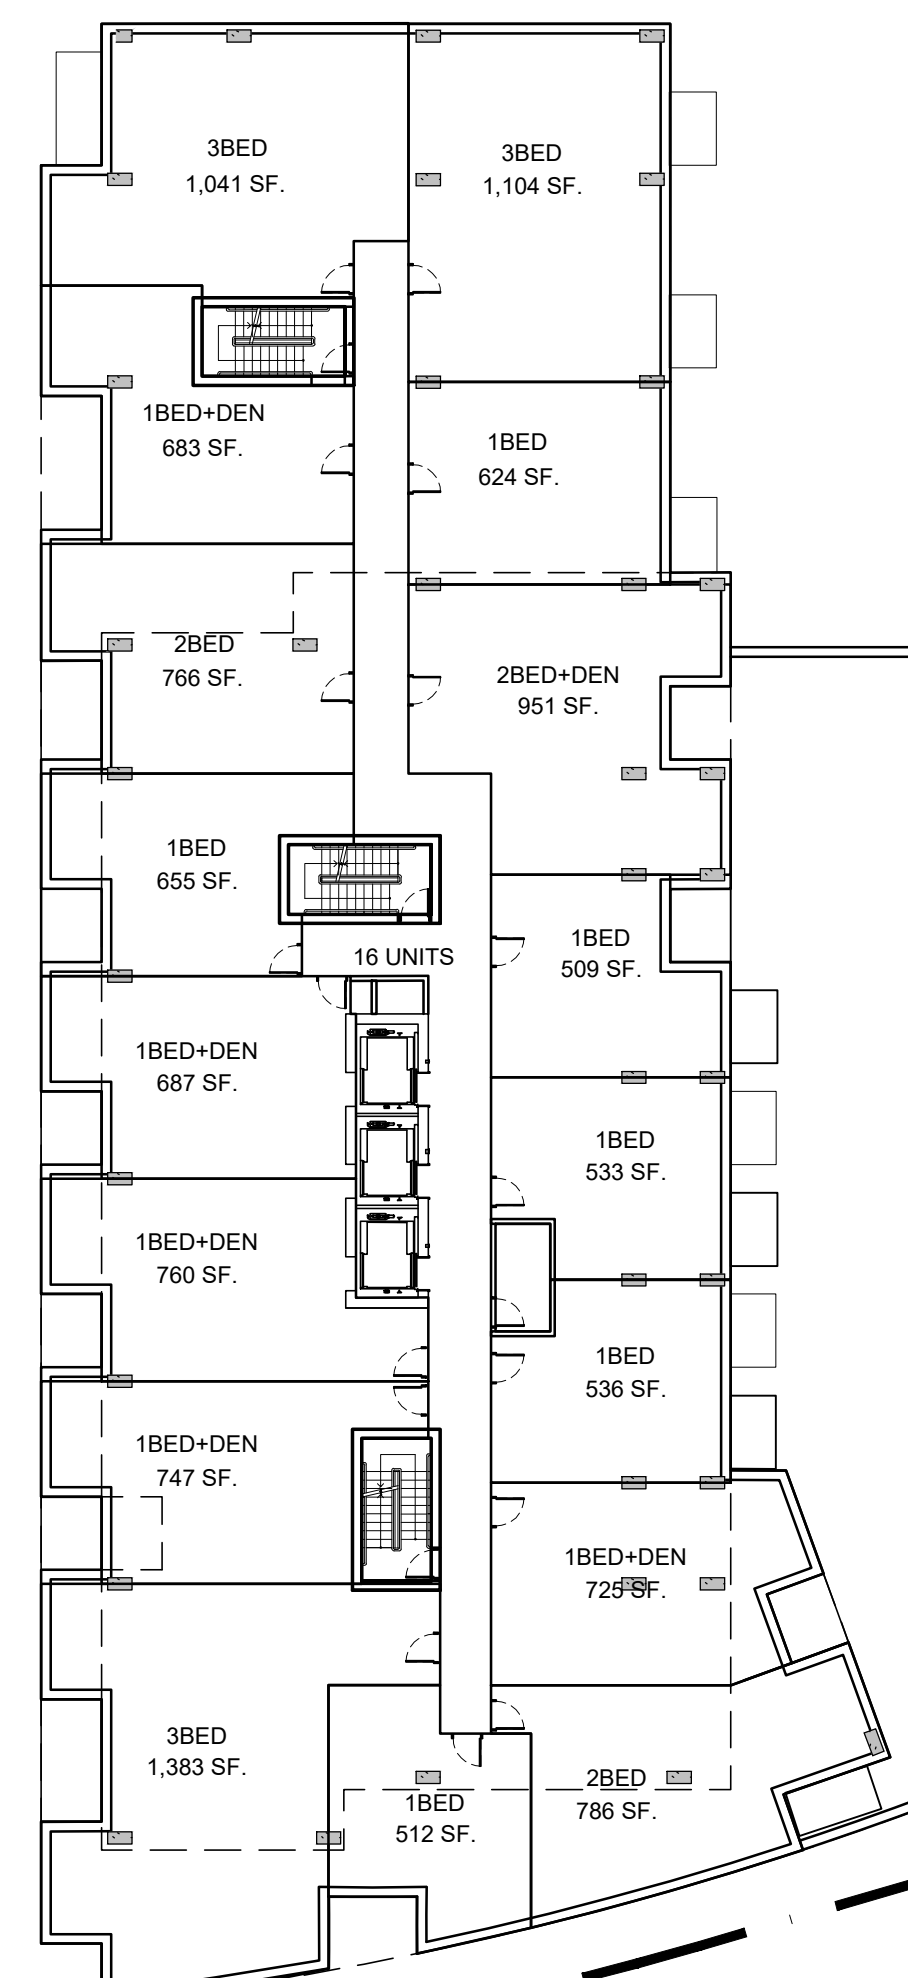 3BED
1,041 SF.
3BED
1,104 SF.
1BED+DEN
683 SF.
1BED
624 SF.
2BED
766 SF.
2BED+DEN
951 SF.
1BED
655 SF.
16 UNITS
1BED
509 SF.
1BED+DEN
687 SF.
1BED
533 SF.
1BED+DEN
760 SF.
1BED
536 SF.
1BED+DEN
747 SF.
1BED+DEN
725 SF.
3BED
1,383 SF.
1BED
512 SF.
2BED
786 SF.